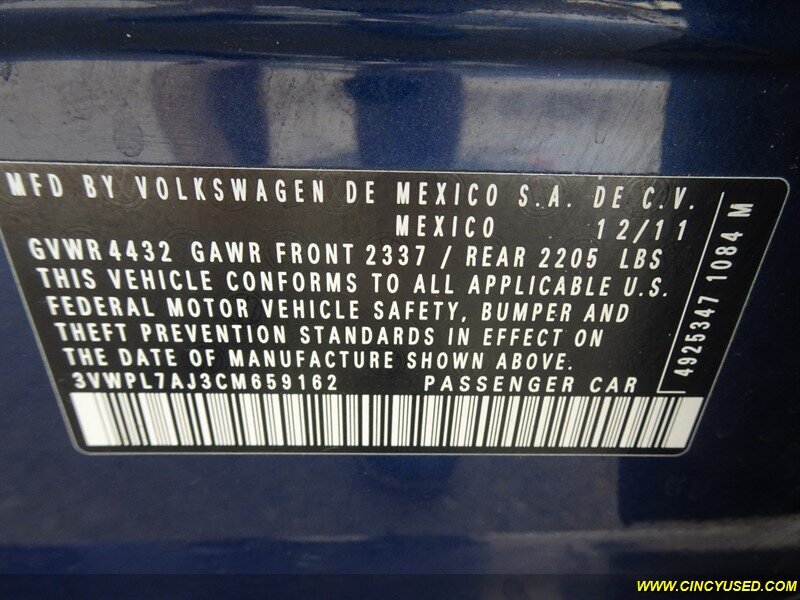 MFD BY VOLKSWAGEN DE MEXICO S.A. DE C.V.
MEXICO 12/11
GVWR 4432 GAWR FRONT 2337 / REAR 2205 LBS
THIS VEHICLE CONFORMS TO ALL APPLICABLE U.S.
FEDERAL MOTOR VEHICLE SAFETY, BUMPER AND
THEFT PREVENTION STANDARDS IN EFFECT ON
THE DATE OF MANUFACTURE SHOWN ABOVE.
3VWPL7AJ3CM659162 PASSENGER CAR
4925347 1084 M
WWW.CINCYUSED.COM